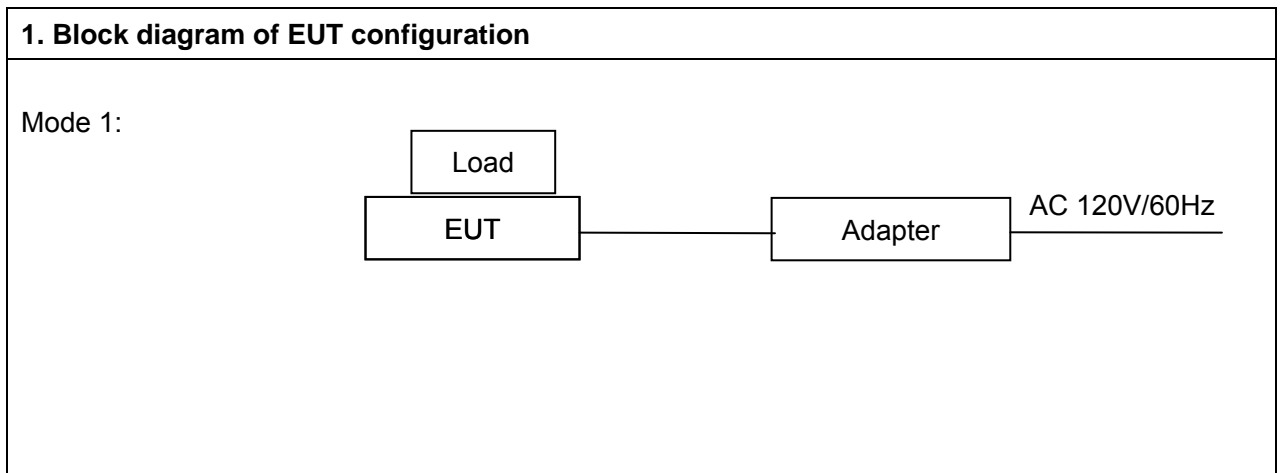 1. Block diagram of EUT configuration
Mode 1:
Load
EUT
Adapter
AC 120V/60Hz